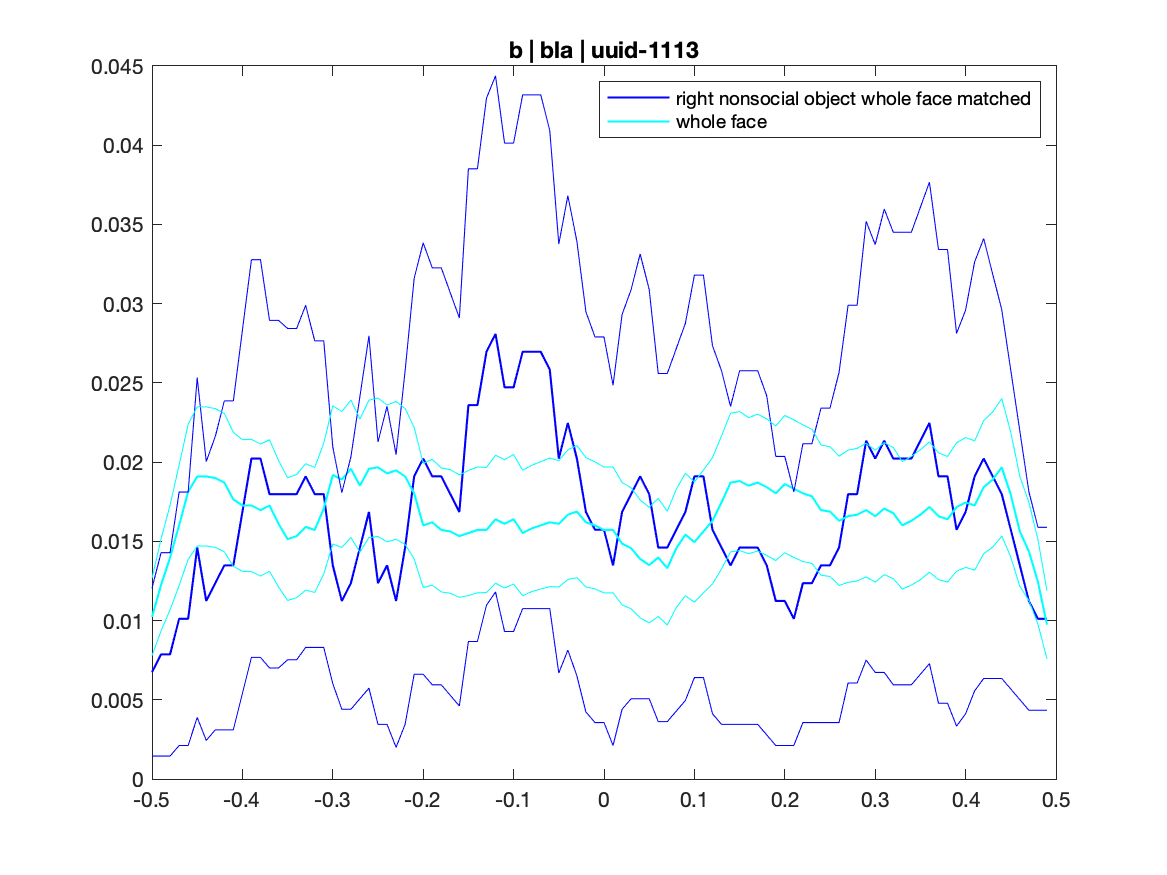 b | bla | uuid-1113
0.045
0.04
0.035
0.03
0.025
0.02
0.015
0.01
0.005
0
right nonsocial object whole face matched
whole face
-0.5 -0.4 -0.3 -0.2 -0.1 0 0.1 0.2 0.3 0.4 0.5